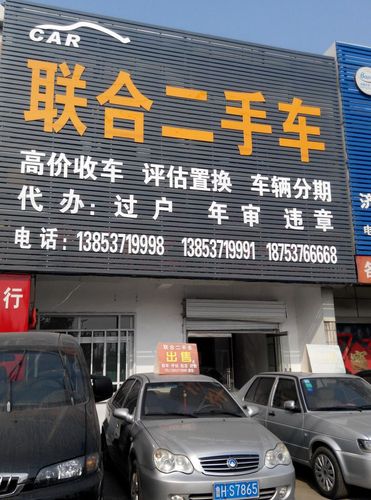 CAR
联合二手车
高价收车 评估置换 车辆分期
代办：过户 年审 违章
电话：13853719998 13853719991 18753766668
行
联合二手车
出售
鲁H·S7865